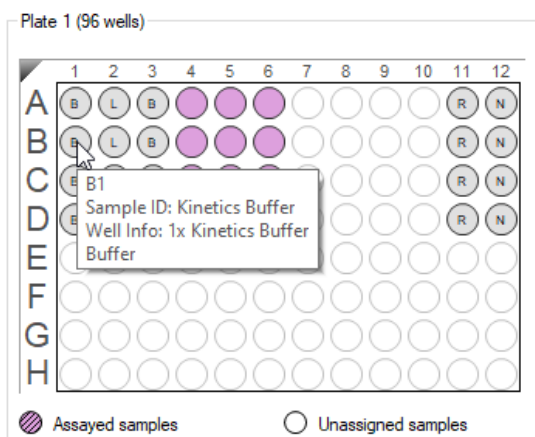 Plate 1 (96 wells)
1 2 3 4 5 6 7 8 9 10 11 12
A B L B R N
B B L B R N
C B R N
D B R N
B1
Sample ID: Kinetics Buffer
Well Info: 1x Kinetics Buffer
Buffer
E
F
G
H
Assayed samples Unassigned samples